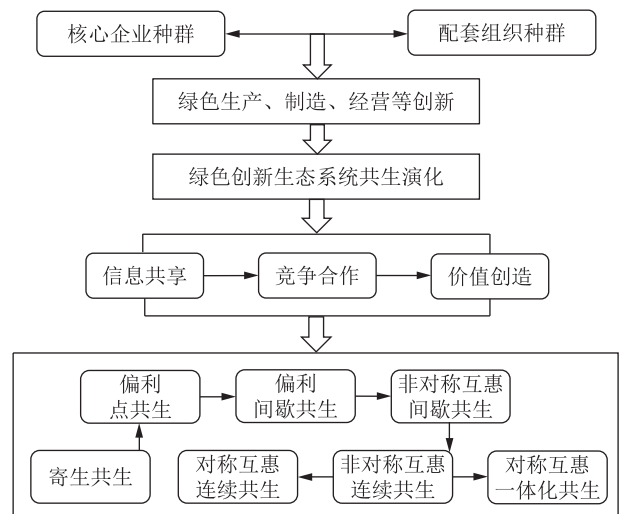 核心企业种群
配套组织种群
绿色生产、制造、经营等创新
绿色创新生态系统共生演化
信息共享
竞争合作
价值创造
偏利
点共生
偏利
间歇共生
非对称互惠
间歇共生
寄生共生
对称互惠
连续共生
非对称互惠
连续共生
对称互惠
一体化共生